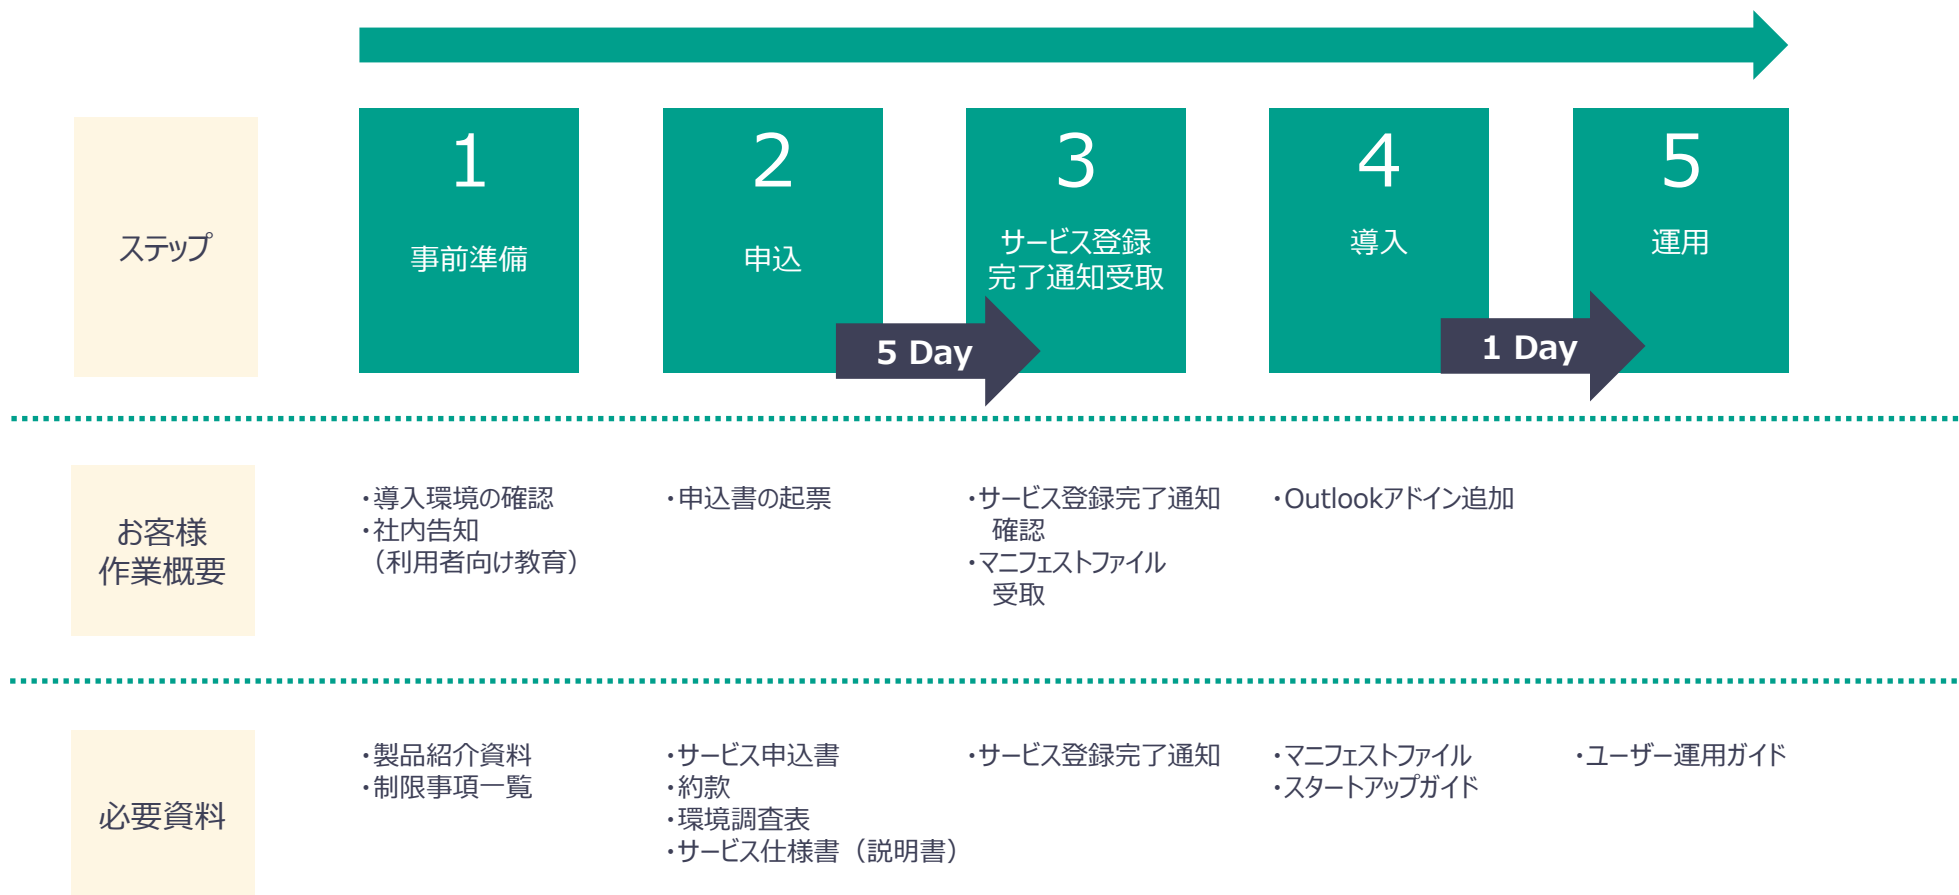 ステップ
1
事前準備
2
申込
3
サービス登録
完了通知受取
4
導入
5
運用
5 Day
1 Day
お客様
作業概要
・導入環境の確認
・社内告知
（利用者向け教育）
・申込書の起票
・サービス登録完了通知
確認
・マニフェストファイル
受取
・Outlookアドイン追加
必要資料
・製品紹介資料
・制限事項一覧
・サービス申込書
・約款
・環境調査表
・サービス仕様書（説明書）
・サービス登録完了通知
・マニフェストファイル
・スタートアップガイド
・ユーザー運用ガイド